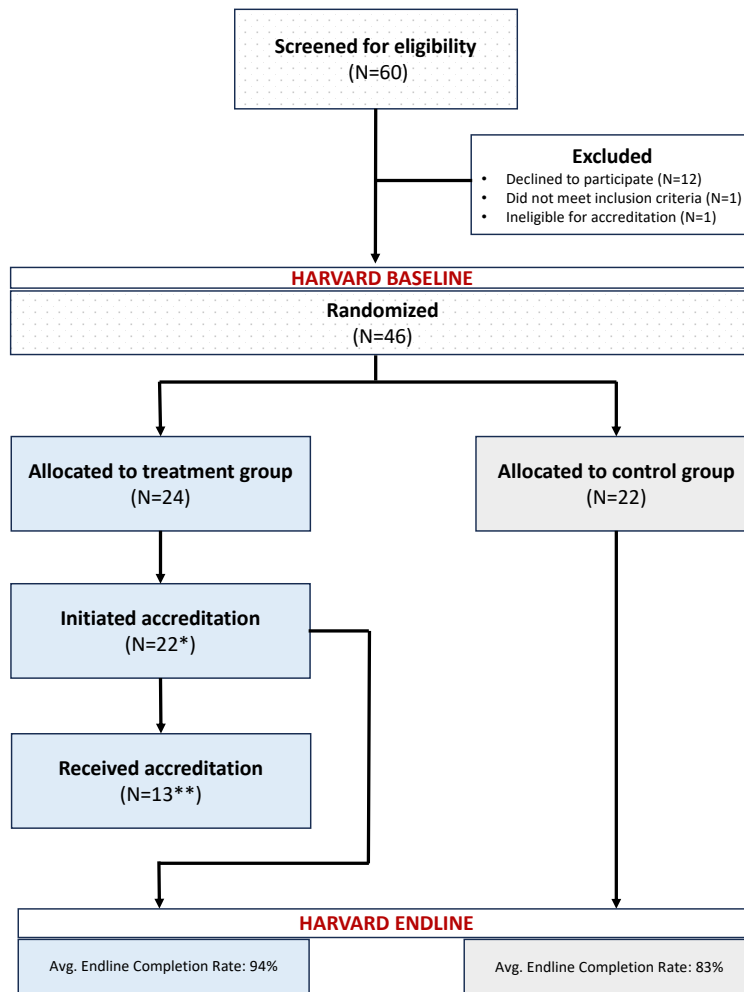 Screened for eligibility
(N=60)
Excluded
• Declined to participate (N=12)
• Did not meet inclusion criteria (N=1)
• Ineligible for accreditation (N=1)
HARVARD BASELINE
Randomized
(N=46)
Allocated to treatment group
(N=24)
Allocated to control group
(N=22)
Initiated accreditation
(N=22*)
Received accreditation
(N=13**)
HARVARD ENDLINE
Avg. Endline Completion Rate: 94%
Avg. Endline Completion Rate: 83%